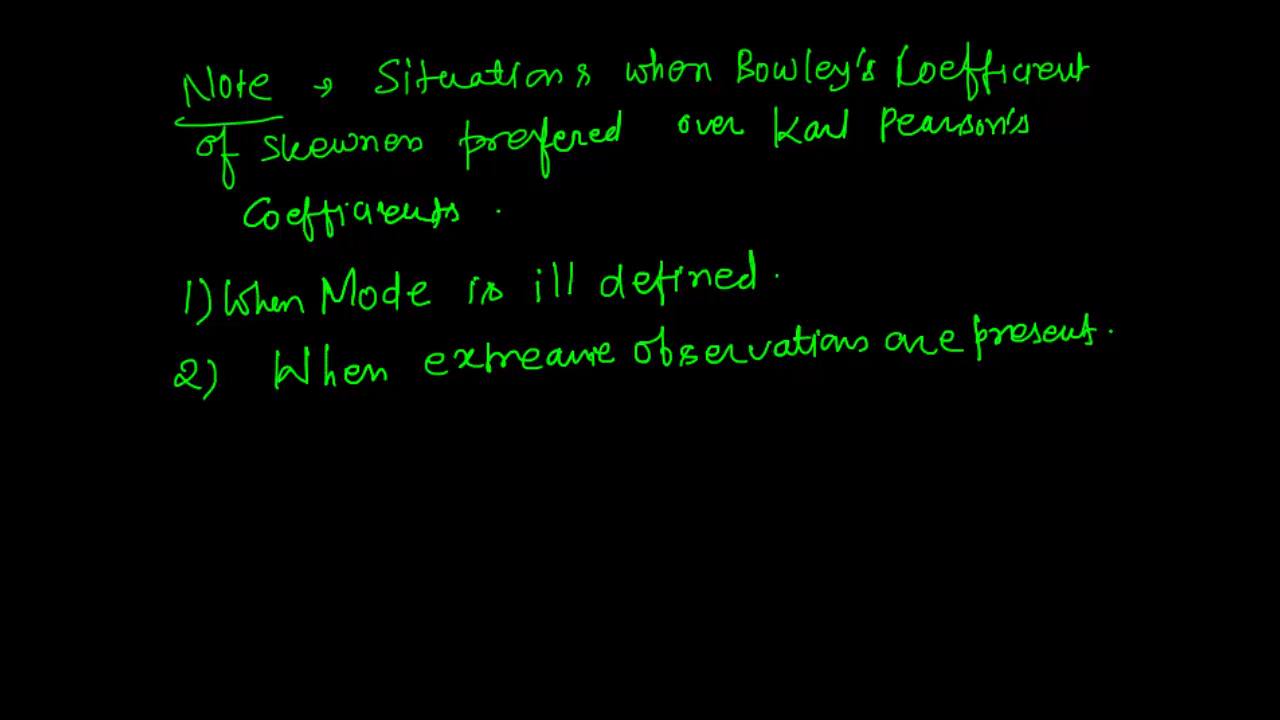 Note → Situations when Bowley's Coefficient
of skewness prefered over Karl Pearson's
Coefficients .
1) When Mode is ill defined .
2) When extreame observations are present .